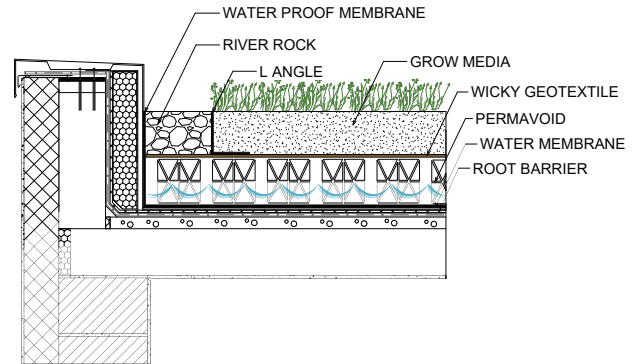 WATER PROOF MEMBRANE
RIVER ROCK
L ANGLE
GROW MEDIA
WICKY GEOTEXTILE
PERMAVOID
WATER MEMBRANE
ROOT BARRIER